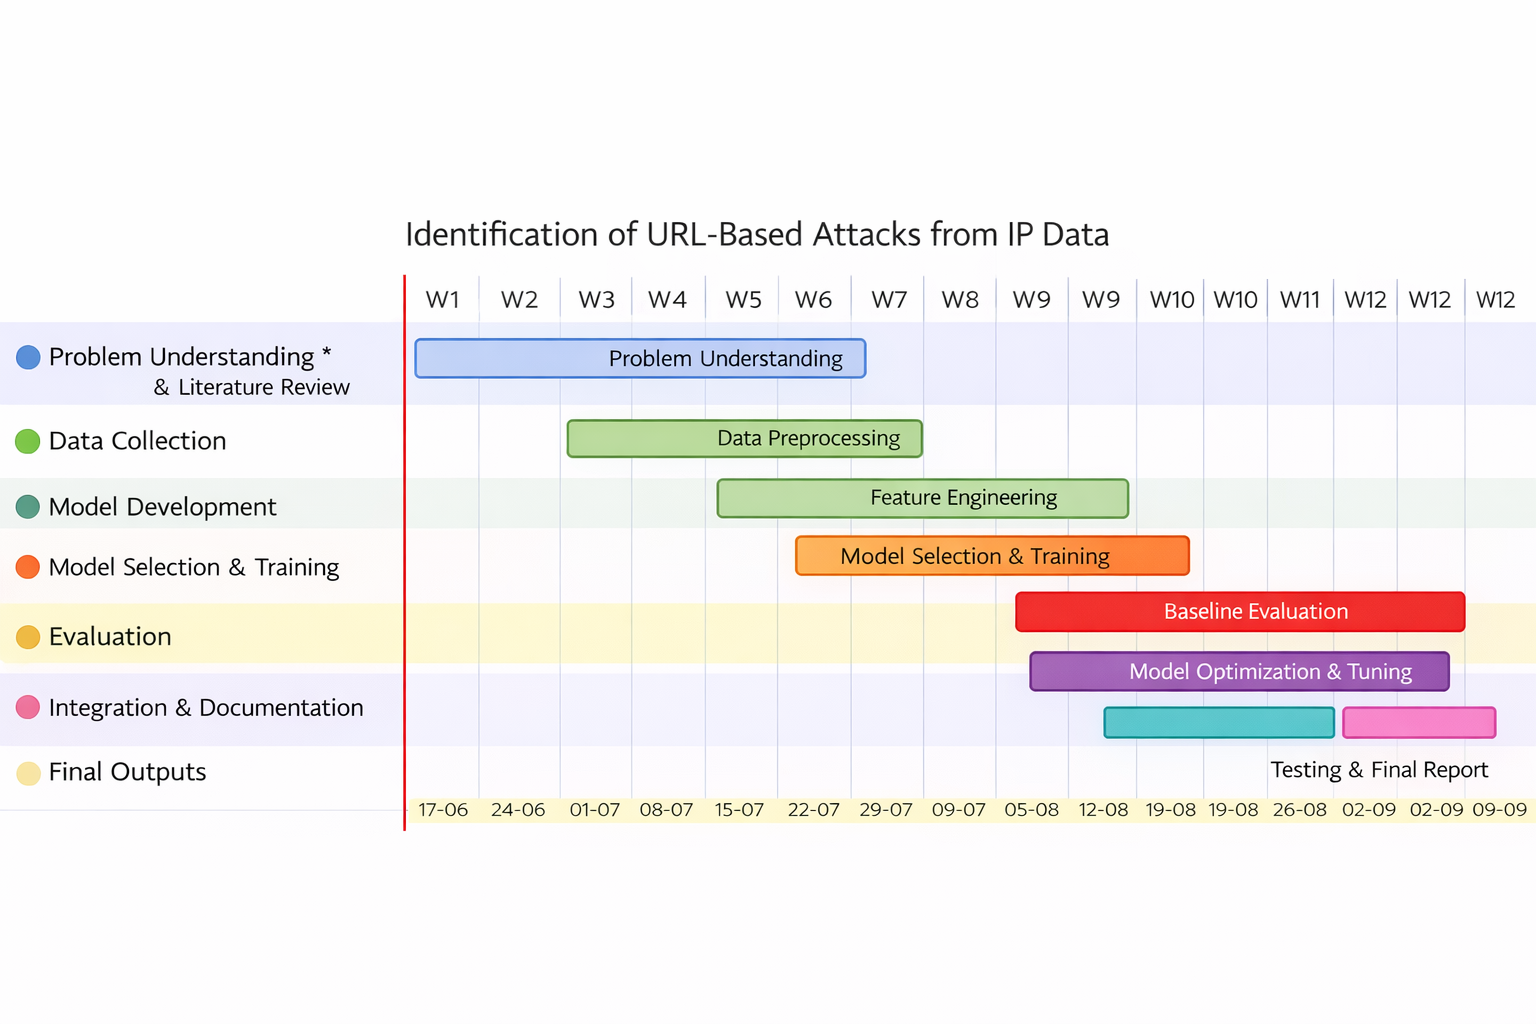 Identification of URL-Based Attacks from IP Data
W1 W2 W3 W4 W5 W6 W7 W8 W9 W9 W10 W10 W11 W12 W12 W12
Problem Understanding *
& Literature Review
Problem Understanding
Data Collection
Data Preprocessing
Model Development
Feature Engineering
Model Selection & Training
Model Selection & Training
Evaluation
Baseline Evaluation
Model Optimization & Tuning
Integration & Documentation
Final Outputs
Testing & Final Report
17-06 24-06 01-07 08-07 15-07 22-07 29-07 09-07 05-08 12-08 19-08 19-08 26-08 02-09 02-09 09-09